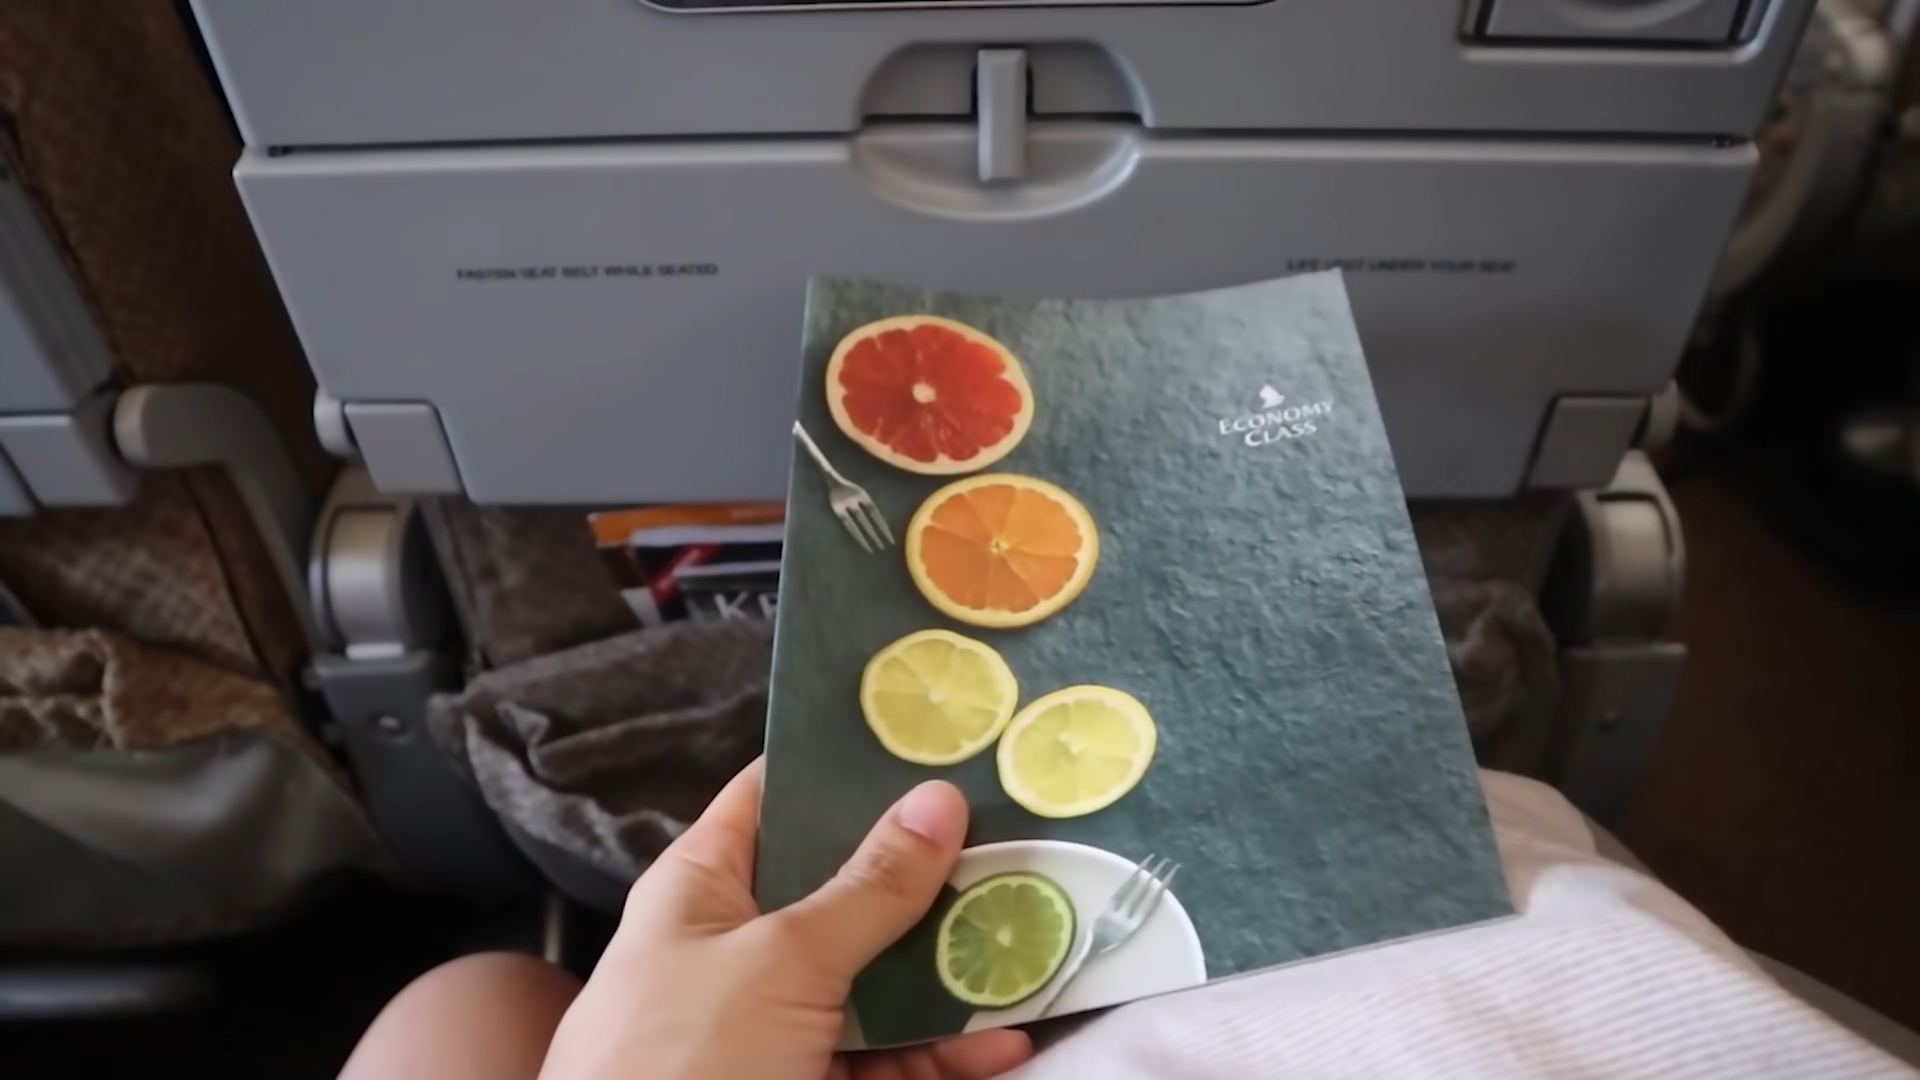 FASTEN SEAT BELT WHILE SEATED
LIFE VEST UNDER YOUR SEAT
ECONOMY
CLASS